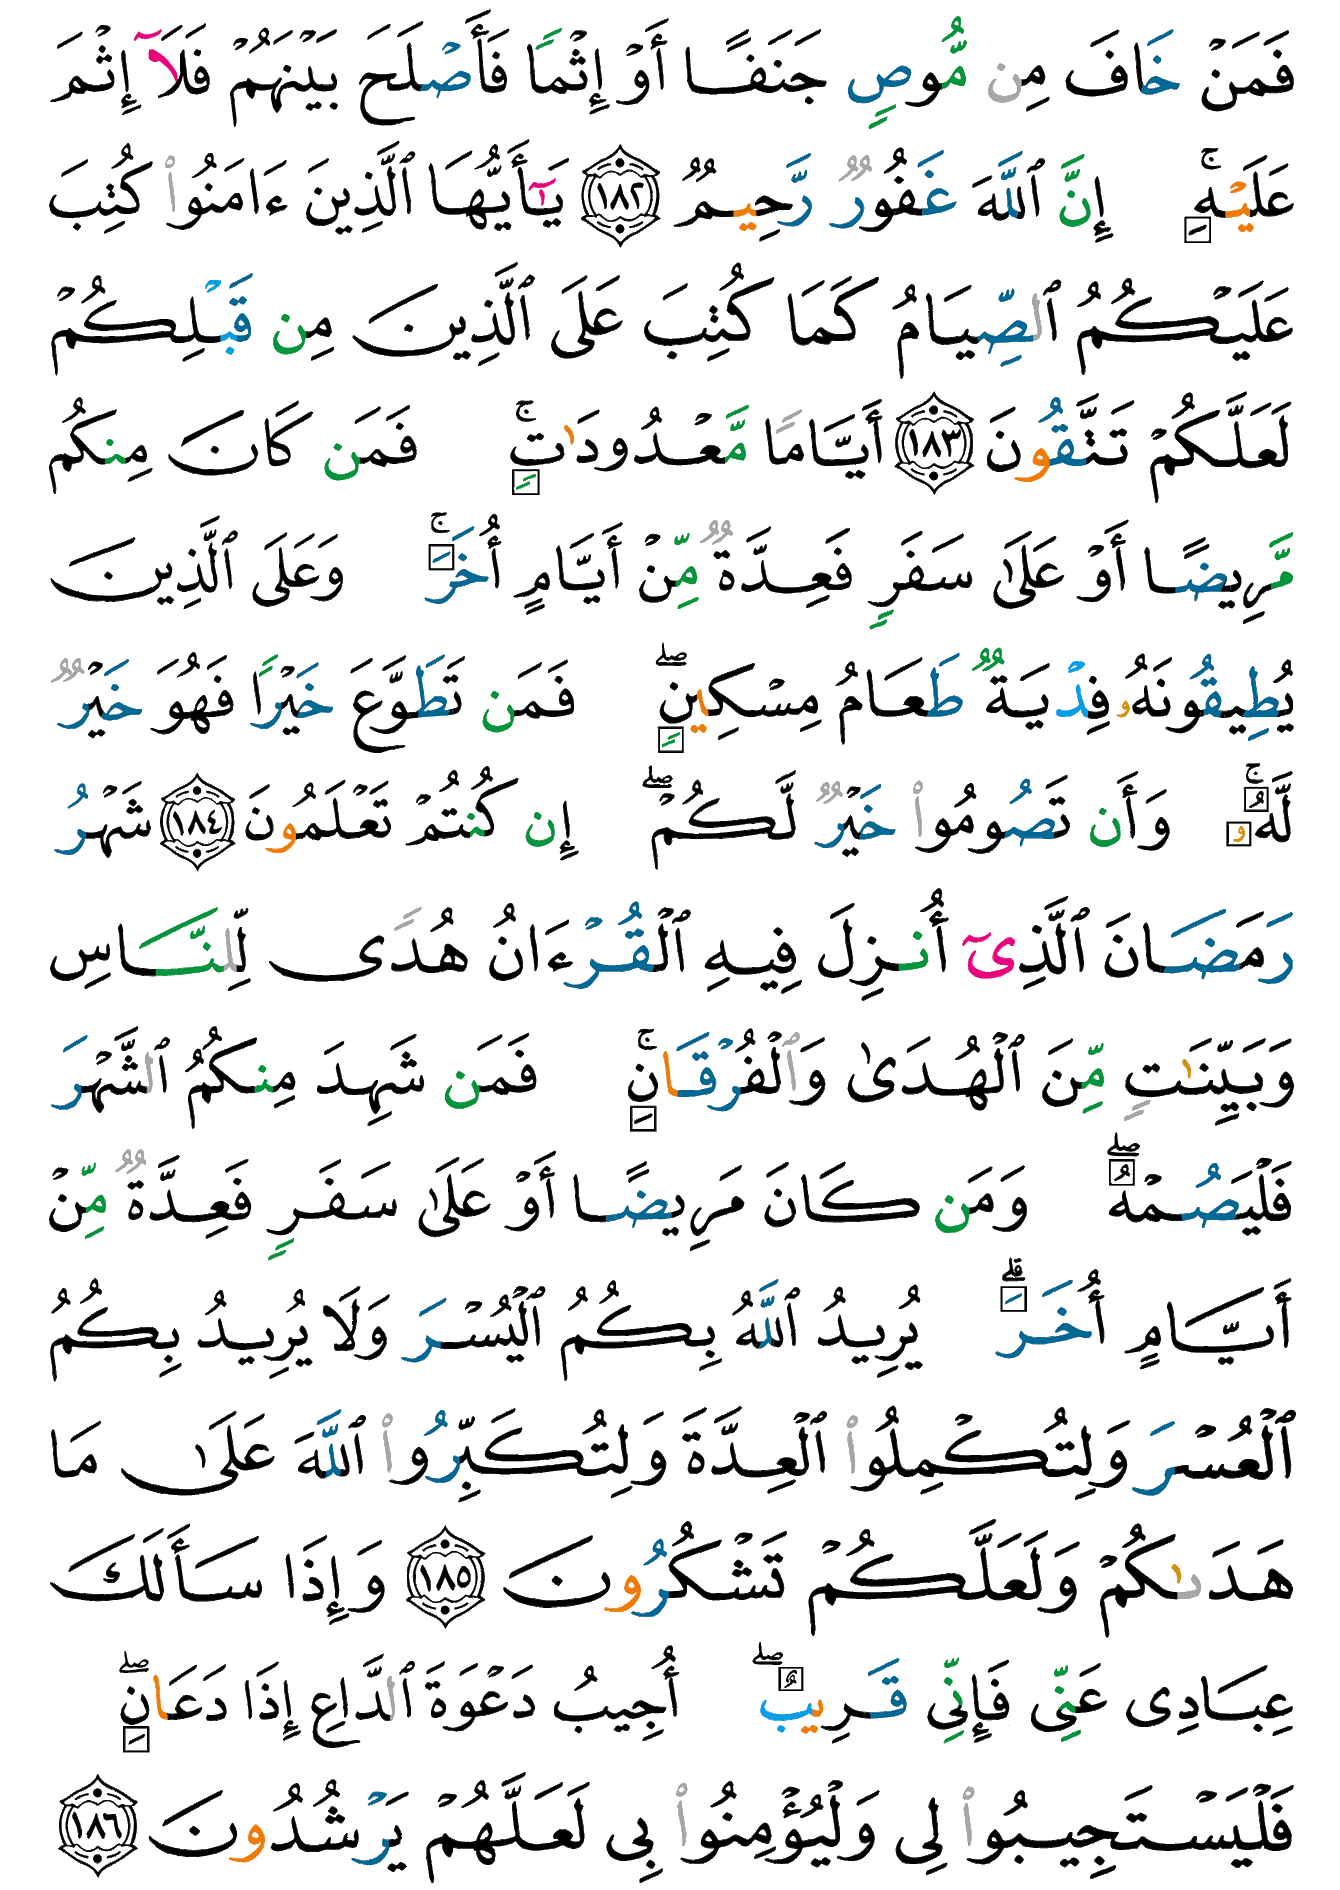 فَمَنْ خَافَ مِن مُّوصٍ جَنَفًا أَوْ إِثْمًا فَأَصْلَحَ بَيْنَهُمْ فَلَآ إِثْمَ
عَلَيْهِۚ إِنَّ ٱللَّهَ غَفُورٌ رَّحِيمٌ ١٨٢ يَـٰٓأَيُّهَا ٱلَّذِينَ ءَامَنُوا۟ كُتِبَ
عَلَيْكُمُ ٱلصِّيَامُ كَمَا كُتِبَ عَلَى ٱلَّذِينَ مِن قَبْلِكُمْ
لَعَلَّكُمْ تَتَّقُونَ ١٨٣ أَيَّامًا مَّعْدُودَٰتٍۚ فَمَن كَانَ مِنكُم
مَّرِيضًا أَوْ عَلَىٰ سَفَرٍ فَعِدَّةٌ مِّنْ أَيَّامٍ أُخَرَۚ وَعَلَى ٱلَّذِينَ
يُطِيقُونَهُۥ فِدْيَةٌ طَعَامُ مِسْكِينٍۖ فَمَن تَطَوَّعَ خَيْرًا فَهُوَ خَيْرٌ
لَّهُۥۚ وَأَن تَصُومُوا۟ خَيْرٌ لَّكُمْۖ إِن كُنتُمْ تَعْلَمُونَ ١٨٤ شَهْرُ
رَمَضَانَ ٱلَّذِىٓ أُنزِلَ فِيهِ ٱلْقُرْءَانُ هُدًى لِّلنَّاسِ
وَبَيِّنَـٰتٍ مِّنَ ٱلْهُدَىٰ وَٱلْفُرْقَانِۚ فَمَن شَهِدَ مِنكُمُ ٱلشَّهْرَ
فَلْيَصُمْهُۖ وَمَن كَانَ مَرِيضًا أَوْ عَلَىٰ سَفَرٍ فَعِدَّةٌ مِّنْ
أَيَّامٍ أُخَرَۗ يُرِيدُ ٱللَّهُ بِكُمُ ٱلْيُسْرَ وَلَا يُرِيدُ بِكُمُ
ٱلْعُسْرَ وَلِتُكْمِلُوا۟ ٱلْعِدَّةَ وَلِتُكَبِّرُوا۟ ٱللَّهَ عَلَىٰ مَا
هَدَىٰكُمْ وَلَعَلَّكُمْ تَشْكُرُونَ ١٨٥ وَإِذَا سَأَلَكَ
عِبَادِى عَنِّى فَإِنِّى قَرِيبٌۖ أُجِيبُ دَعْوَةَ ٱلدَّاعِ إِذَا دَعَانِۖ
فَلْيَسْتَجِيبُوا۟ لِى وَلْيُؤْمِنُوا۟ بِى لَعَلَّهُمْ يَرْشُدُونَ ١٨٦